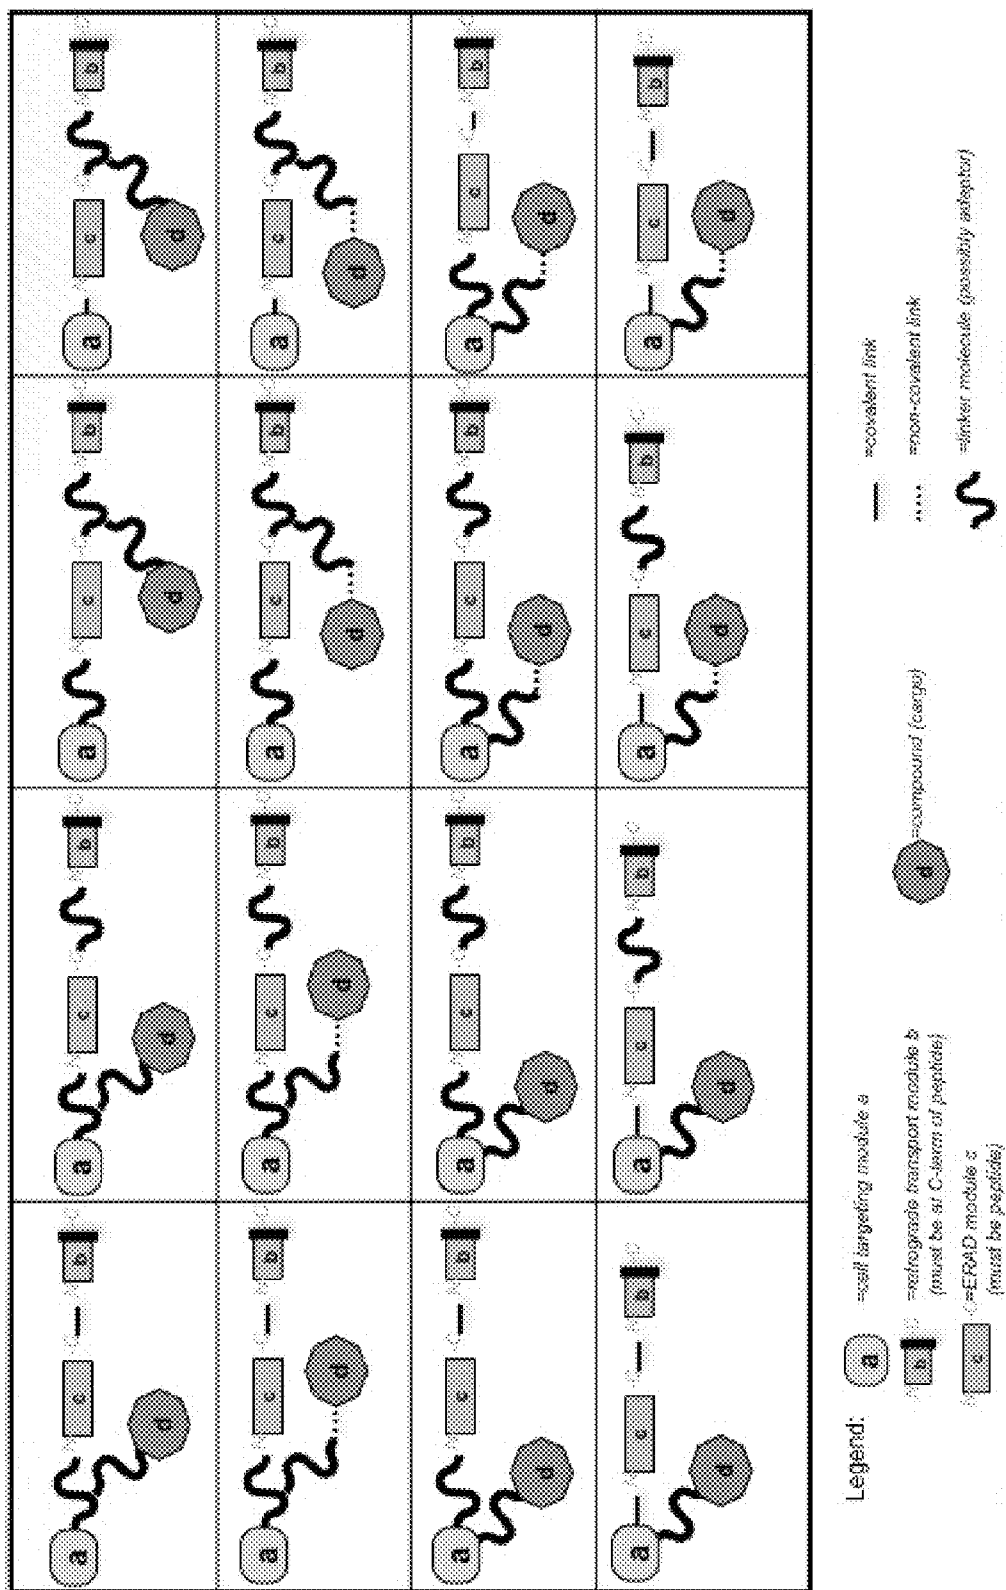 a c b a c b a c b a c b
d d d d
a c b a c b a c b a c b
d d d d
a c b a c b a c b a c b
d d d d
a c b a c b a c b a c b
d d d d
Legend:
a =cell targeting module a
b =retrograde transport module b
(must be at C-term of peptide)
c =ERAD module c
(must be peptide)
d =compound (cargo)
=covalent link
=non-covalent link
=linker molecule (possibly adaptor)